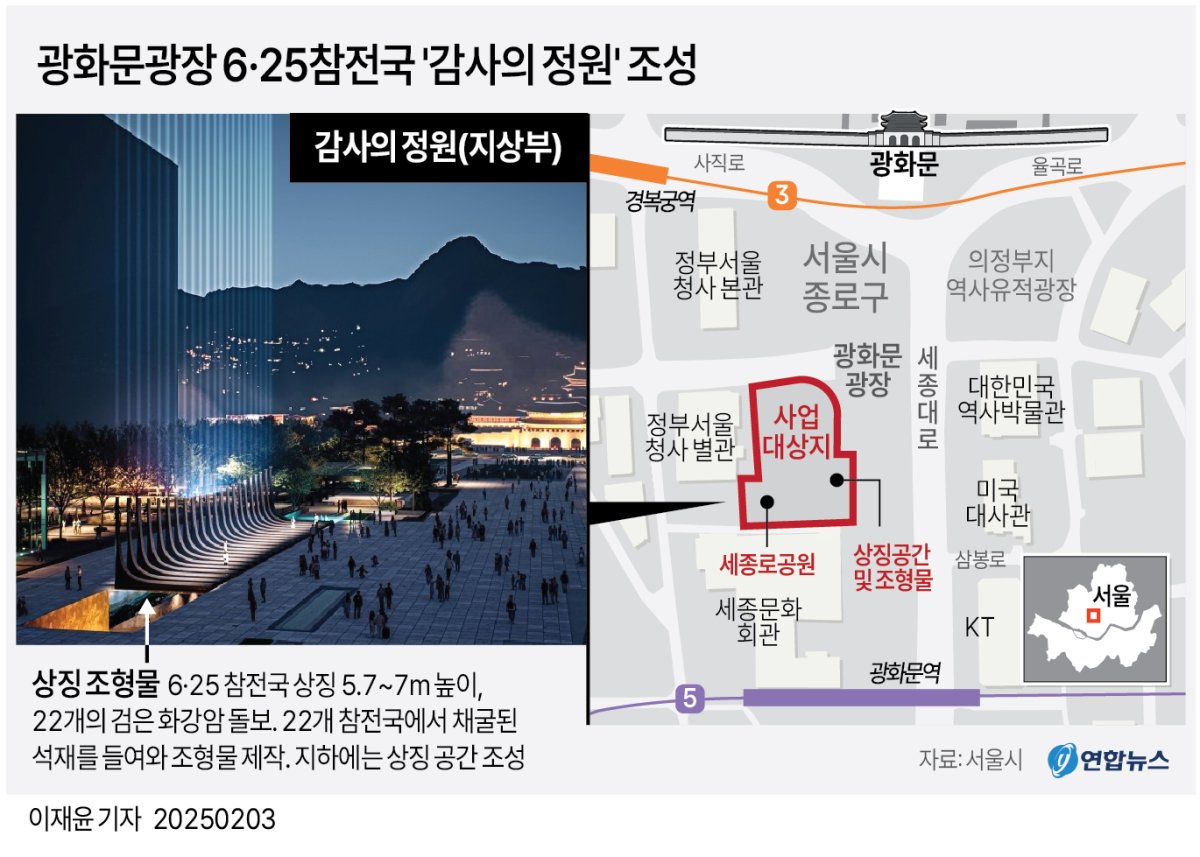 광화문광장 6·25참전국 '감사의 정원' 조성
감사의 정원(지상부)
상징 조형물 6·25 참전국 상징 5.7~7m 높이,
22개의 검은 화강암 돌보. 22개 참전국에서 채굴된
석재를 들여와 조형물 제작. 지하에는 상징 공간 조성
사직로
광화문
율곡로
3
경복궁역
정부서울
청사 본관
서울시
종로구
의정부지
역사유적광장
광화문
광장
세종대로
대한민국
역사박물관
정부서울
청사 별관
사업
대상지
미국
대사관
세종로공원
상징공간
및 조형물
삼봉로
세종문화
회관
KT
서울
광화문역
5
자료: 서울시
y 연합뉴스
이재윤 기자 20250203